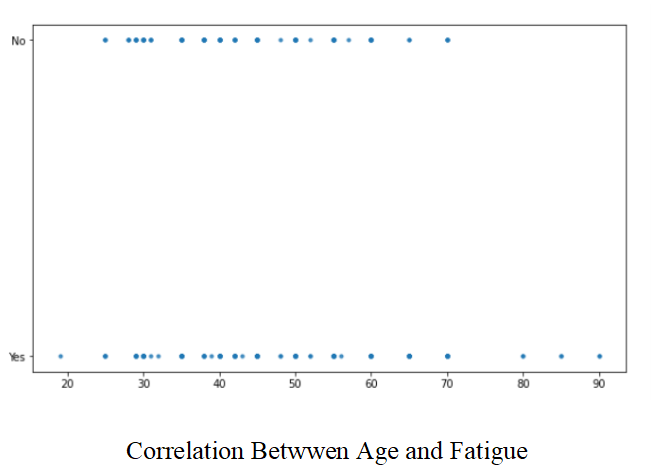 No
Yes
20 30 40 50 60 70 80 90
Correlation Betwwen Age and Fatigue